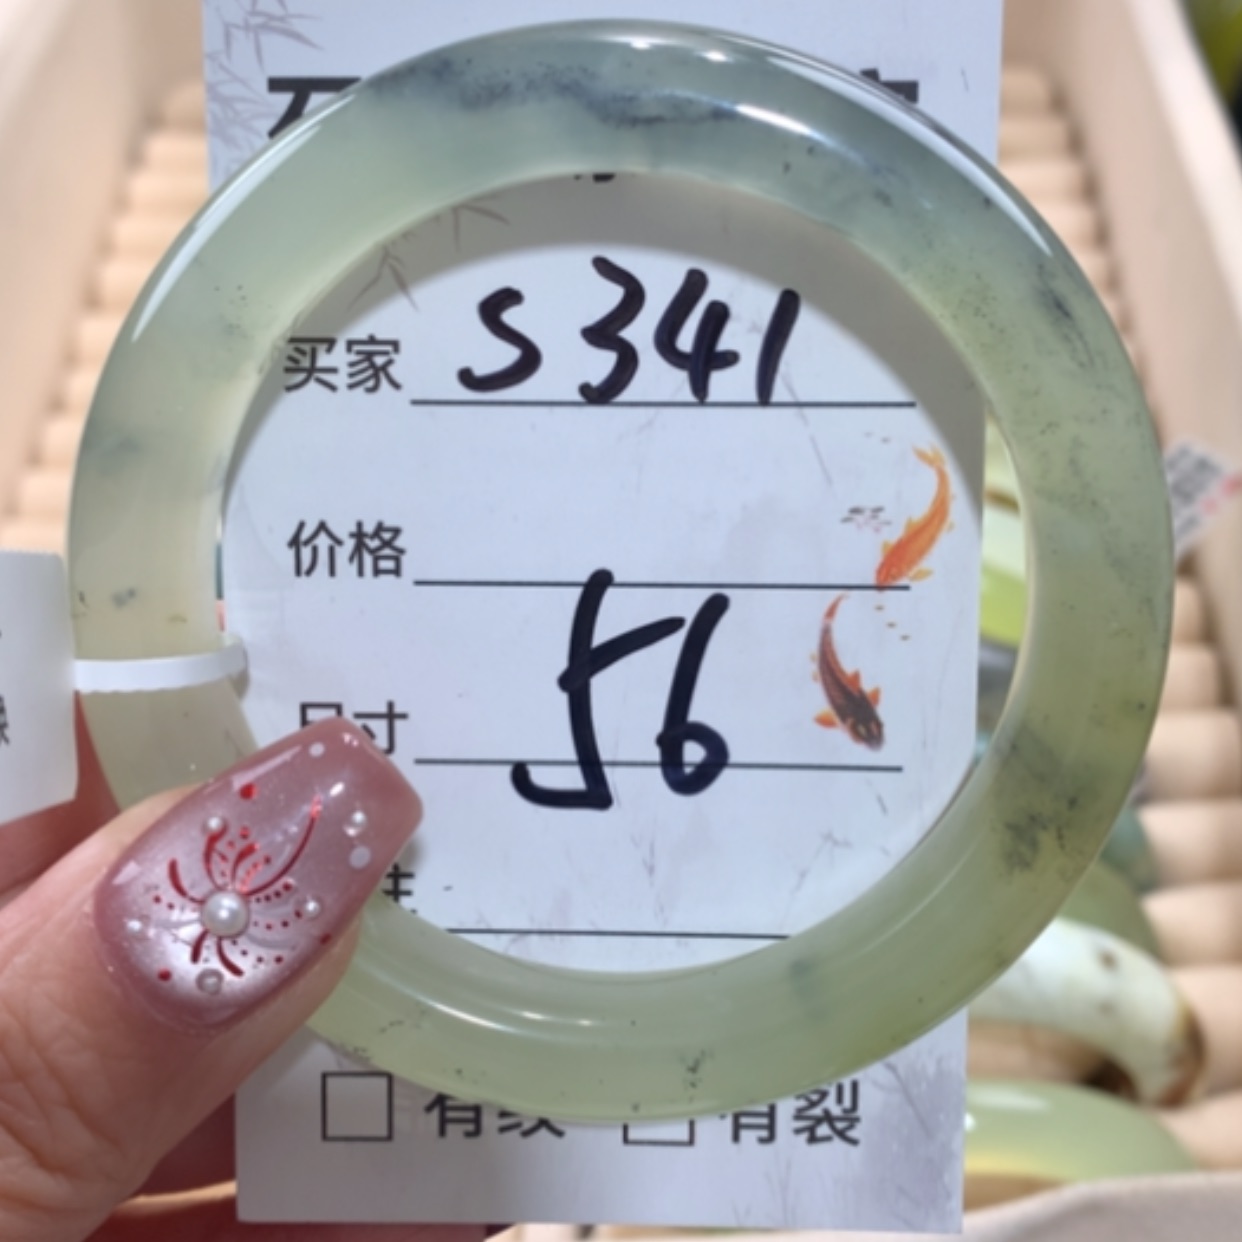 买家 S341
价格
尺寸 56
有纹 有裂